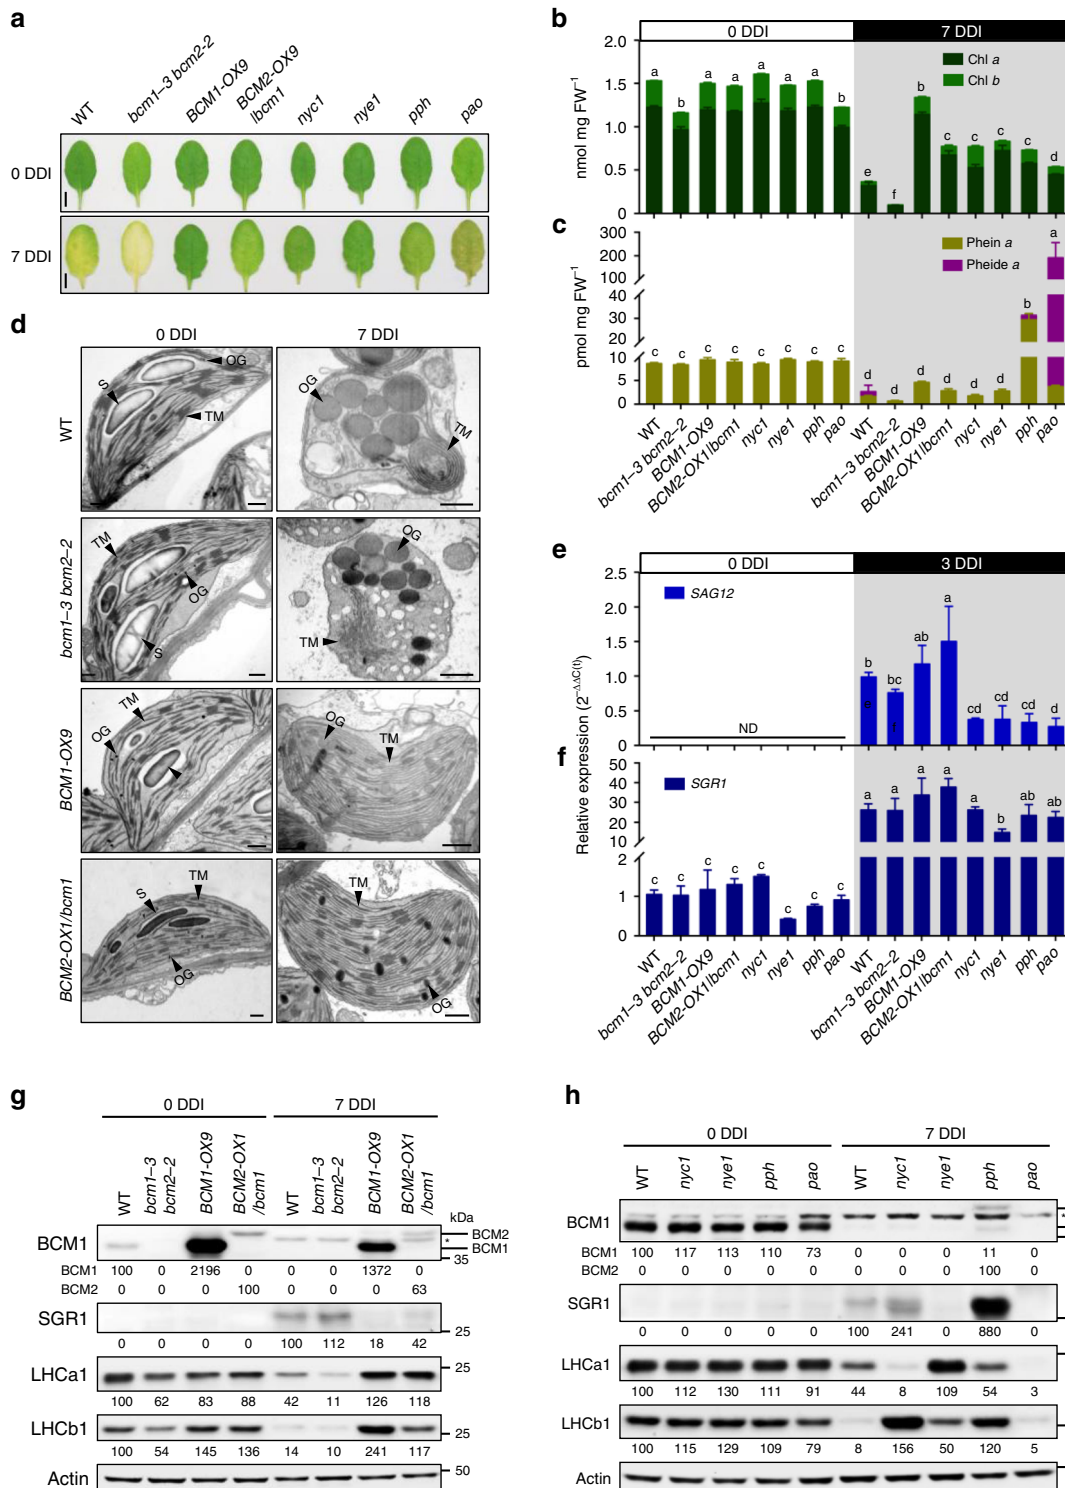 a
WT
bcm1–3 bcm2-2
BCM1-OX9
BCM2-OX9
lbcm1
nyc1
nye1
pph
pao
0 DDI
7 DDI
b
0 DDI
7 DDI
nmol mg FW⁻¹
2.0
1.5
1.0
0.5
0
Chl a
Chl b
a
b
a
a
a
a
a
b
e
f
b
c
c
c
c
d
c
pmol mg FW⁻¹
300
200
100
40
30
20
10
5
0
Phein a
Pheide a
c
c
c
c
c
c
c
c
d
d
d
d
d
d
b
a
WT
bcm1–3 bcm2–2
BCM1-OX9
BCM2-OX1lbcm1
nyc1
nye1
pph
pao
WT
bcm1–3 bcm2–2
BCM1-OX9
BCM2-OX1lbcm1
nyc1
nye1
pph
pao
d
0 DDI
7 DDI
WT
S
OG
TM
OG
TM
bcm1–3 bcm2–2
TM
OG
S
OG
TM
BCM1-OX9
TM
OG
OG
TM
BCM2-OX1/bcm1
S
TM
OG
TM
OG
e
0 DDI
3 DDI
Relative expression (2^−ΔΔC(t))
2.5
2.0
1.5
1.0
0.5
0
SAG12
ND
b
bc
ab
a
cd
cd
cd
d
e
f
f
50
40
30
20
10
2
1
0
SGR1
c
c
c
c
c
c
c
c
a
a
a
a
a
b
ab
ab
WT
bcm1–3 bcm2–2
BCM1-OX9
BCM2-OX1lbcm1
nyc1
nye1
pph
pao
WT
bcm1–3 bcm2–2
BCM1-OX9
BCM2-OX1lbcm1
nyc1
nye1
pph
pao
g
0 DDI
7 DDI
WT
bcm1–3
bcm2–2
BCM1-OX9
BCM2-OX1
/bcm1
WT
bcm1–3
bcm2–2
BCM1-OX9
BCM2-OX1
/bcm1
kDa
BCM1
BCM2
*
BCM1
35
BCM1 100 0 2196 0 0 0 1372 0
BCM2 0 0 0 100 0 0 0 63
SGR1
25
0 0 0 0 100 112 18 42
LHCa1
25
100 62 83 88 42 11 126 118
LHCb1
25
100 54 145 136 14 10 241 117
Actin
50
h
0 DDI
7 DDI
WT
nyc1
nye1
pph
pao
WT
nyc1
nye1
pph
pao
BCM1
*
BCM1 100 117 113 110 73 0 0 0 11 0
BCM2 0 0 0 0 0 0 0 0 100 0
SGR1
0 0 0 0 0 100 241 0 880 0
LHCa1
100 112 130 111 91 44 8 109 54 3
LHCb1
100 115 129 109 79 8 156 50 120 5
Actin